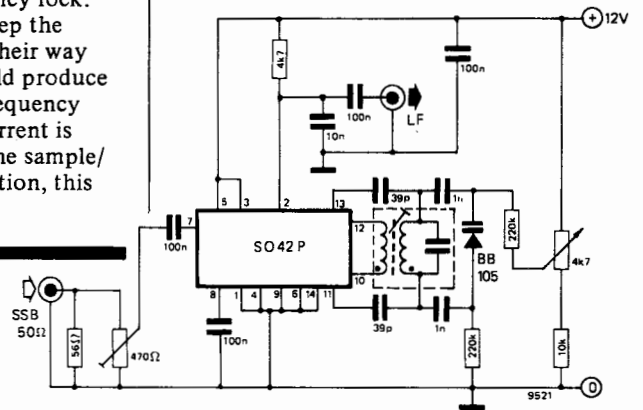 ncy lock.
ep the
heir way
ld produce
equency
rrent is
ne sample/
tion, this
12V
4k7
100n
100n
LF
10n
5
3
2
13
39p
1n
7
12
220k
100n
SO42P
BB
105
4k7
10
8
1
4
9
6
14
11
SSB
50Ω
39p
1n
100n
56Ω
470Ω
220k
10k
9521
0